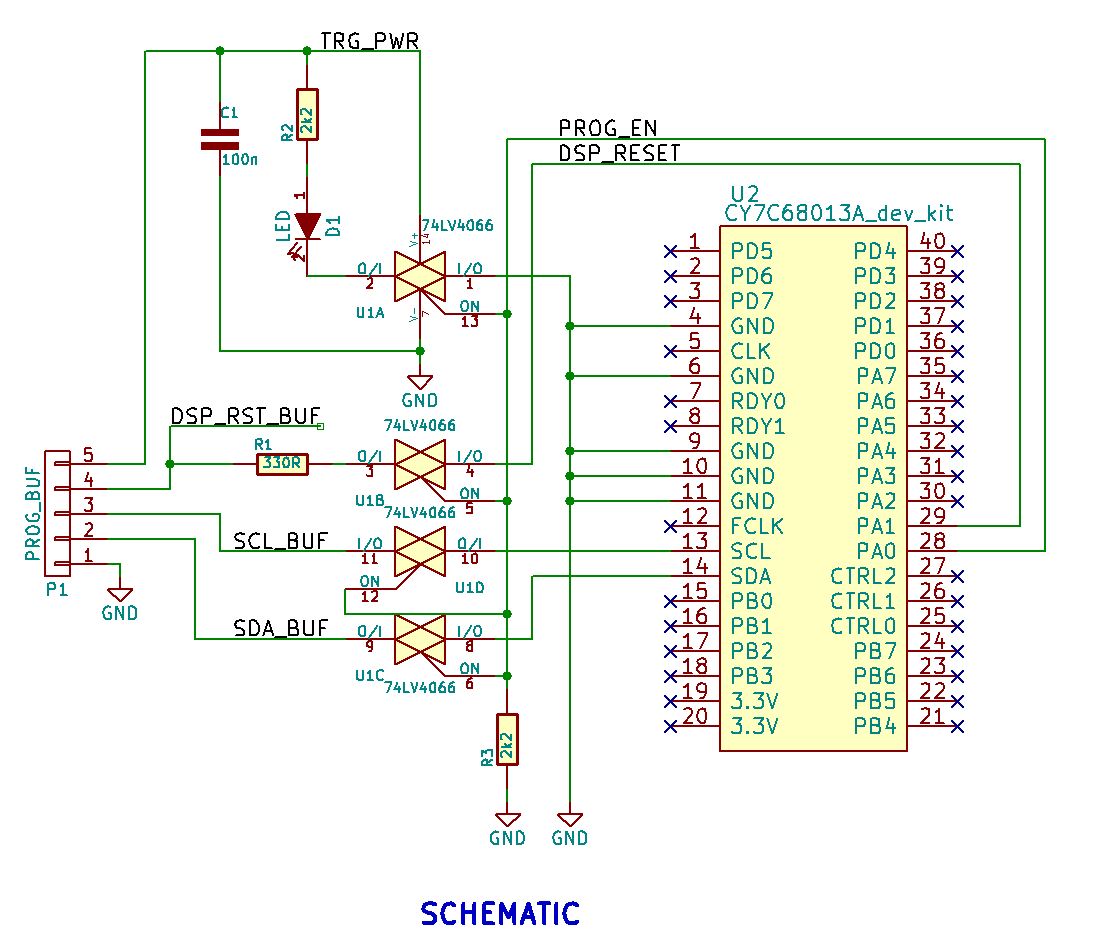 TRG_PWR
C1
100n
R2
2k2
PROG_EN
DSP_RESET
1
LED
D1
2
74LV4066
V+
14
O/I
2
I/O
1
ON
13
V-
7
U1A
GND
U2
CY7C68013A_dev_kit
1 PD5 PD4 40
2 PD6 PD3 39
3 PD7 PD2 38
4 GND PD1 37
5 CLK PD0 36
6 GND PA7 35
7 RDY0 PA6 34
8 RDY1 PA5 33
9 GND PA4 32
10 GND PA3 31
11 GND PA2 30
12 FCLK PA1 29
13 SCL PA0 28
14 SDA CTRL2 27
15 PB0 CTRL1 26
16 PB1 CTRL0 25
17 PB2 PB7 24
18 PB3 PB6 23
19 3.3V PB5 22
20 3.3V PB4 21
DSP_RST_BUF
74LV4066
R1
330R
O/I
3
I/O
4
ON
5
U1B
74LV4066
PROG_BUF
5
4
3
2
1
P1
GND
SCL_BUF
I/O
11
O/I
10
ON
12
U1D
SDA_BUF
O/I
9
I/O
8
ON
6
U1C
74LV4066
R3
2k2
GND
GND
SCHEMATIC